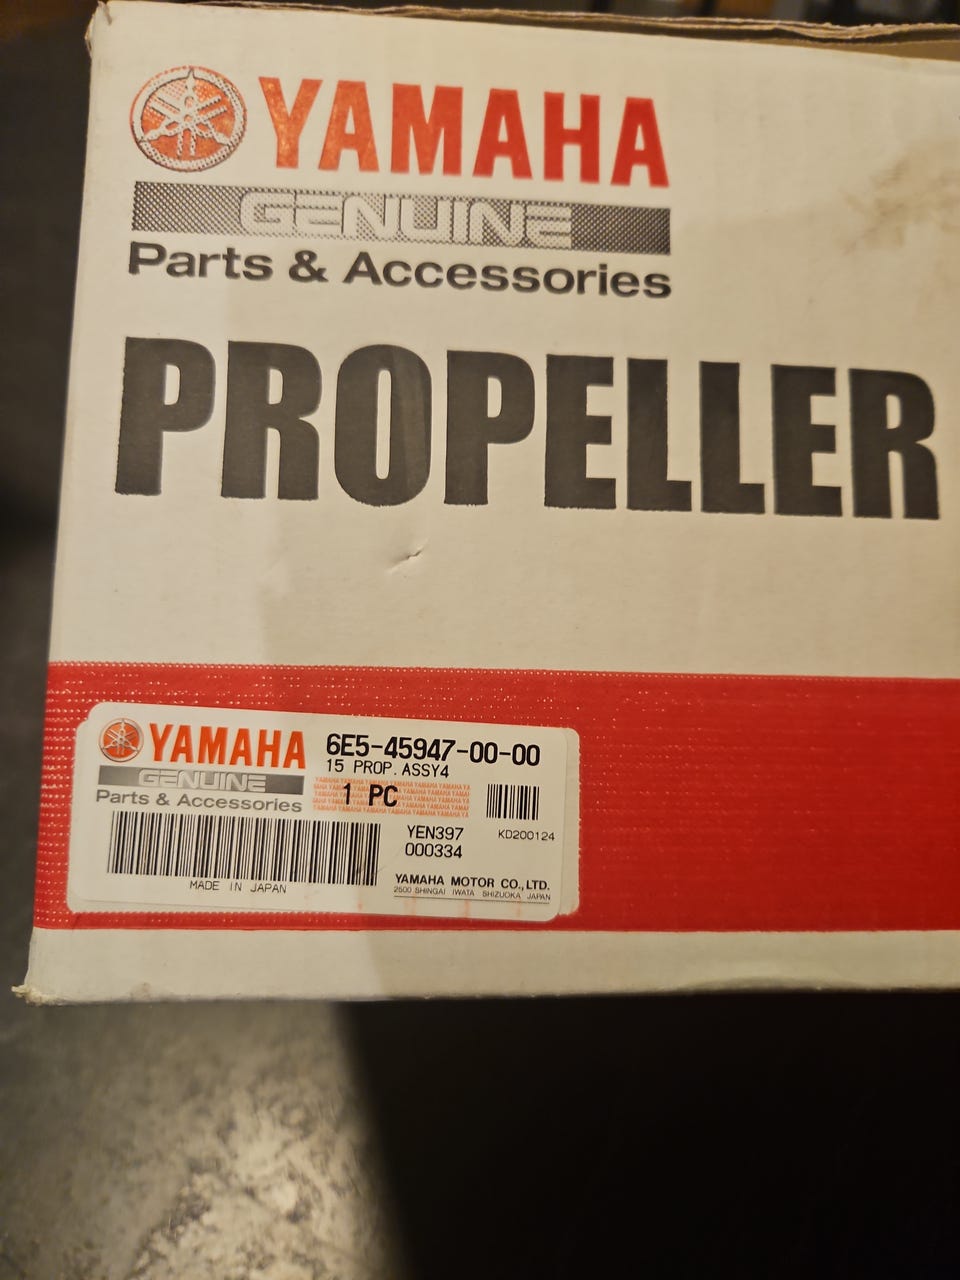 YAMAHA
GENUINE
Parts & Accessories
PROPELLER
YAMAHA
GENUINE
Parts & Accessories
6E5-45947-00-00
15 PROP.ASSY4
1 PC
YEN397
000334
KD200124
MADE IN JAPAN
YAMAHA MOTOR CO.,LTD.
2500 SHINGAI IWATA SHIZUOKA JAPAN